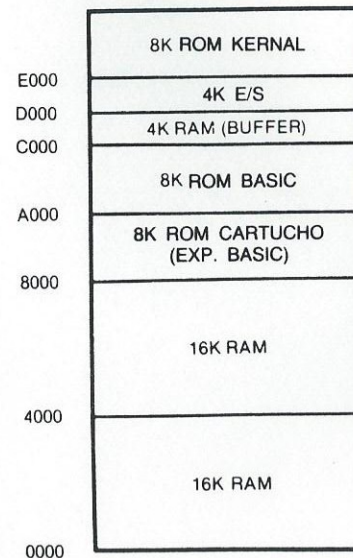 8K ROM KERNAL
E000
4K E/S
D000
4K RAM (BUFFER)
C000
8K ROM BASIC
A000
8K ROM CARTUCHO
(EXP. BASIC)
8000
16K RAM
4000
16K RAM
0000